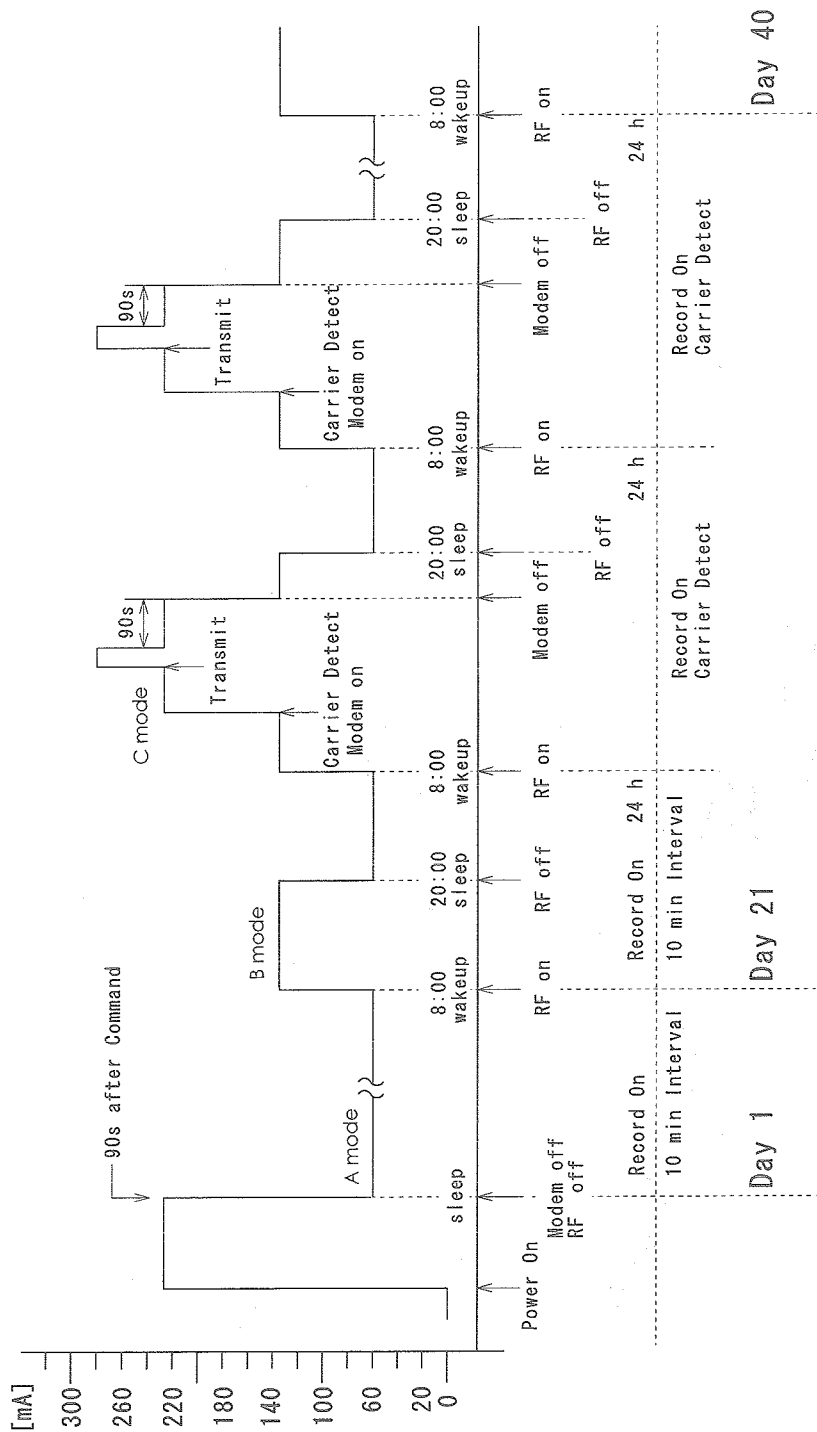 [mA]
300
260
220
180
140
100
60
20
0
90s after Command
A mode
B mode
C mode
90s
Transmit
Carrier Detect
Modem on
90s
Transmit
Carrier Detect
Modem on
sleep
8:00
wakeup
20:00
sleep
8:00
wakeup
20:00
sleep
8:00
wakeup
20:00
sleep
8:00
wakeup
Power On
Modem off
RF off
RF on
RF off
RF on
Modem off
RF off
RF on
Modem off
RF off
RF on
Record On
10 min Interval
Record On
10 min Interval
24 h
Record On
Carrier Detect
24 h
Record On
Carrier Detect
24 h
Day 1
Day 21
Day 40